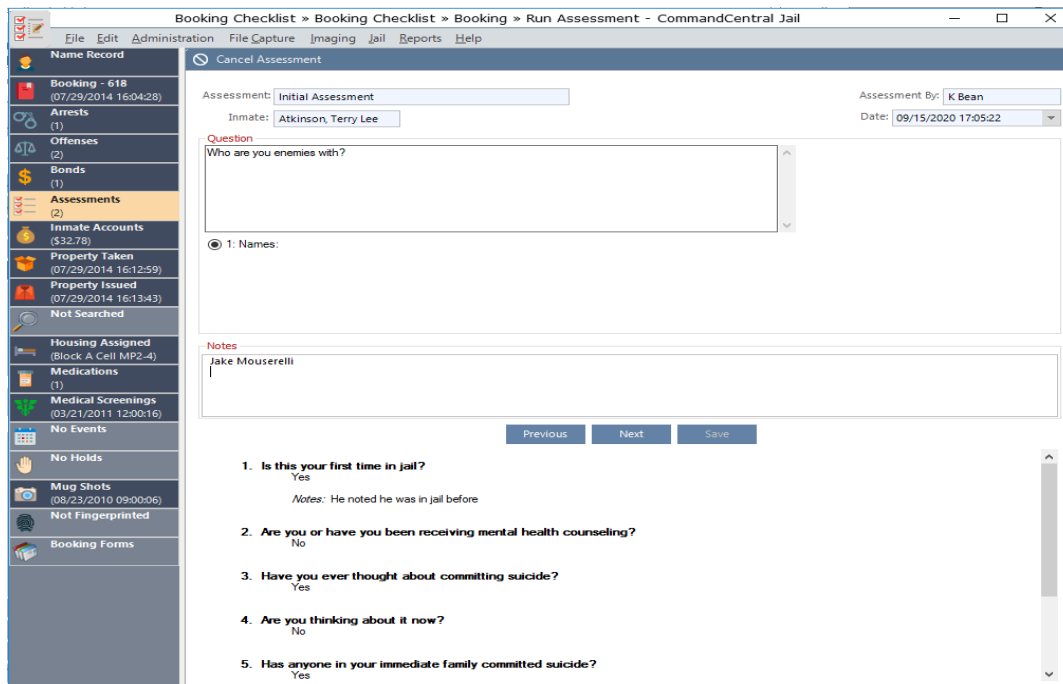 Booking Checklist » Booking Checklist » Booking » Run Assessment - CommandCentral Jail
File Edit Administration File Capture Imaging Jail Reports Help
Name Record
Booking - 618
(07/29/2014 16:04:28)
Arrests
(1)
Offenses
(2)
Bonds
(1)
Assessments
(2)
Inmate Accounts
($32.78)
Property Taken
(07/29/2014 16:12:59)
Property Issued
(07/29/2014 16:13:43)
Not Searched
Housing Assigned
(Block A Cell MP2-4)
Medications
(1)
Medical Screenings
(03/21/2011 12:00:16)
No Events
No Holds
Mug Shots
(08/23/2010 09:00:06)
Not Fingerprinted
Booking Forms
Cancel Assessment
Assessment: Initial Assessment
Assessment By: K Bean
Inmate: Atkinson, Terry Lee
Date: 09/15/2020 17:05:22
Question
Who are you enemies with?
1: Names:
Notes
Jake Mouserelli
Previous Next Save
1. Is this your first time in jail?
Yes
Notes: He noted he was in jail before
2. Are you or have you been receiving mental health counseling?
No
3. Have you ever thought about committing suicide?
Yes
4. Are you thinking about it now?
No
5. Has anyone in your immediate family committed suicide?
Yes